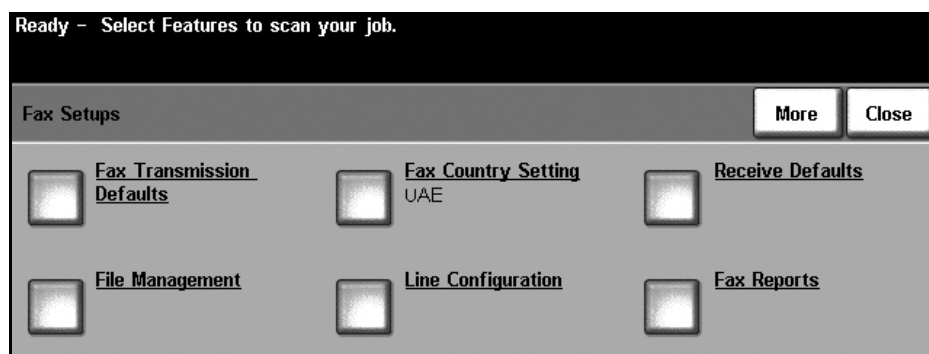 Ready – Select Features to scan your job.
Fax Setups
More
Close
Fax Transmission
Defaults
Fax Country Setting
UAE
Receive Defaults
File Management
Line Configuration
Fax Reports